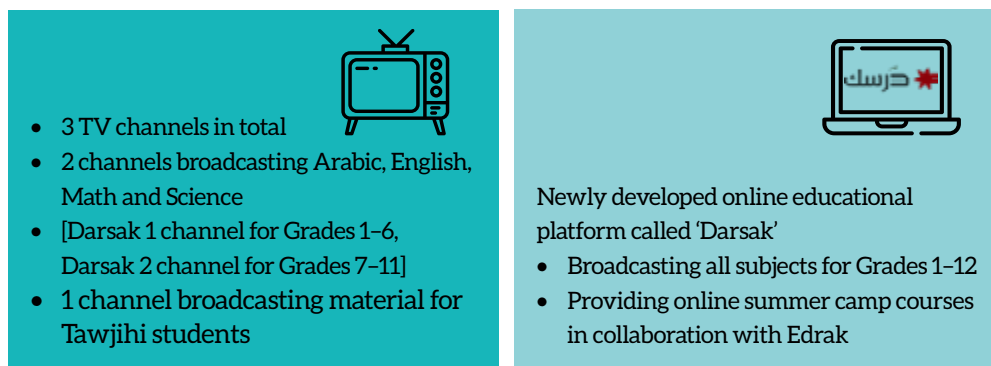 • 3 TV channels in total
• 2 channels broadcasting Arabic, English,
Math and Science
• [Darsak 1 channel for Grades 1–6,
Darsak 2 channel for Grades 7–11]
• 1 channel broadcasting material for
Tawjihi students
درسك
Newly developed online educational
platform called ‘Darsak’
• Broadcasting all subjects for Grades 1–12
• Providing online summer camp courses
in collaboration with Edrak